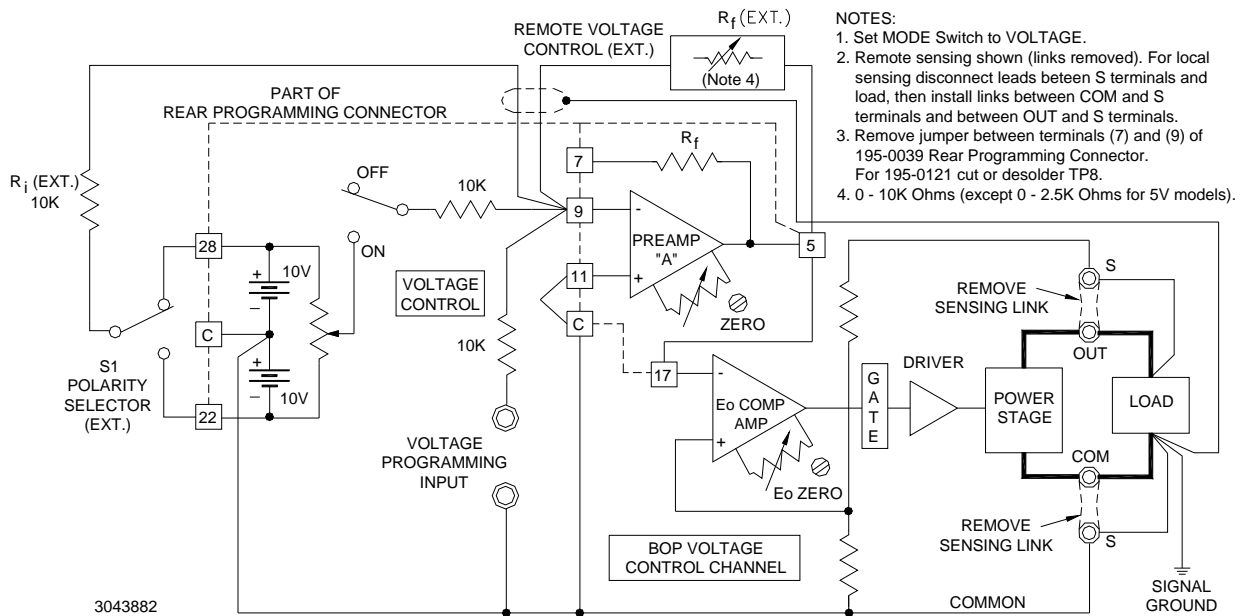 R f (EXT.)
REMOTE VOLTAGE
CONTROL (EXT.)
(Note 4)
NOTES:
1. Set MODE Switch to VOLTAGE.
2. Remote sensing shown (links removed). For local
sensing disconnect leads beteen S terminals and
load, then install links between COM and S
terminals and between OUT and S terminals.
3. Remove jumper between terminals (7) and (9) of
195-0039 Rear Programming Connector.
For 195-0121 cut or desolder TP8.
4. 0 - 10K Ohms (except 0 - 2.5K Ohms for 5V models).
PART OF
REAR PROGRAMMING CONNECTOR
R i (EXT.)
10K
OFF
ON
10K
7
R f
9
-
PREAMP
"A"
+
11
C
ZERO
5
28
+
10V
–
C
+
10V
–
22
S1
POLARITY
SELECTOR
(EXT.)
VOLTAGE
CONTROL
10K
VOLTAGE
PROGRAMMING
INPUT
17
-
Eo COMP
AMP
+
Eo ZERO
GATE
DRIVER
POWER
STAGE
LOAD
S
REMOVE
SENSING LINK
OUT
COM
REMOVE
SENSING LINK
S
BOP VOLTAGE
CONTROL CHANNEL
COMMON
SIGNAL
GROUND
3043882